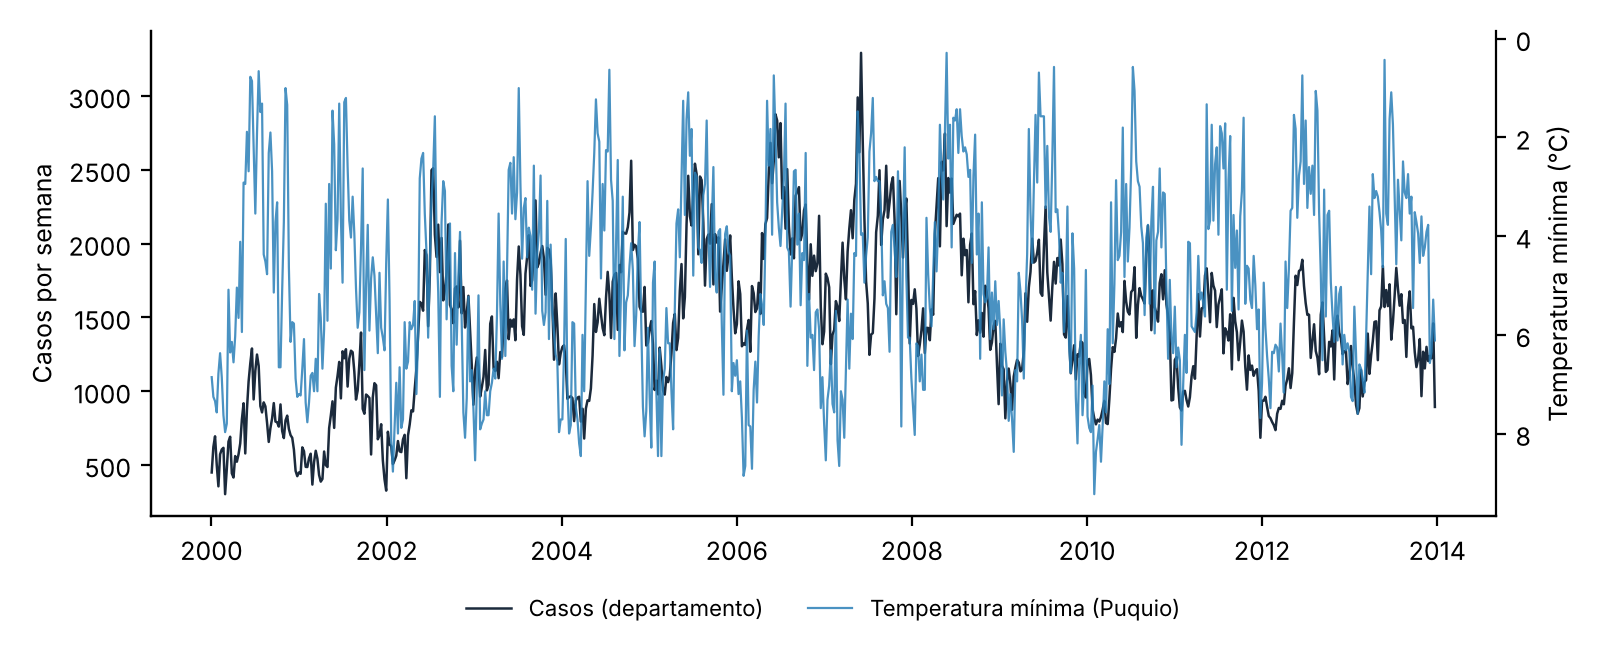 Casos por semana
3000
2500
2000
1500
1000
500
0
2
4
6
8
Temperatura mínima (°C)
2000 2002 2004 2006 2008 2010 2012 2014
Casos (departamento) Temperatura mínima (Puquio)